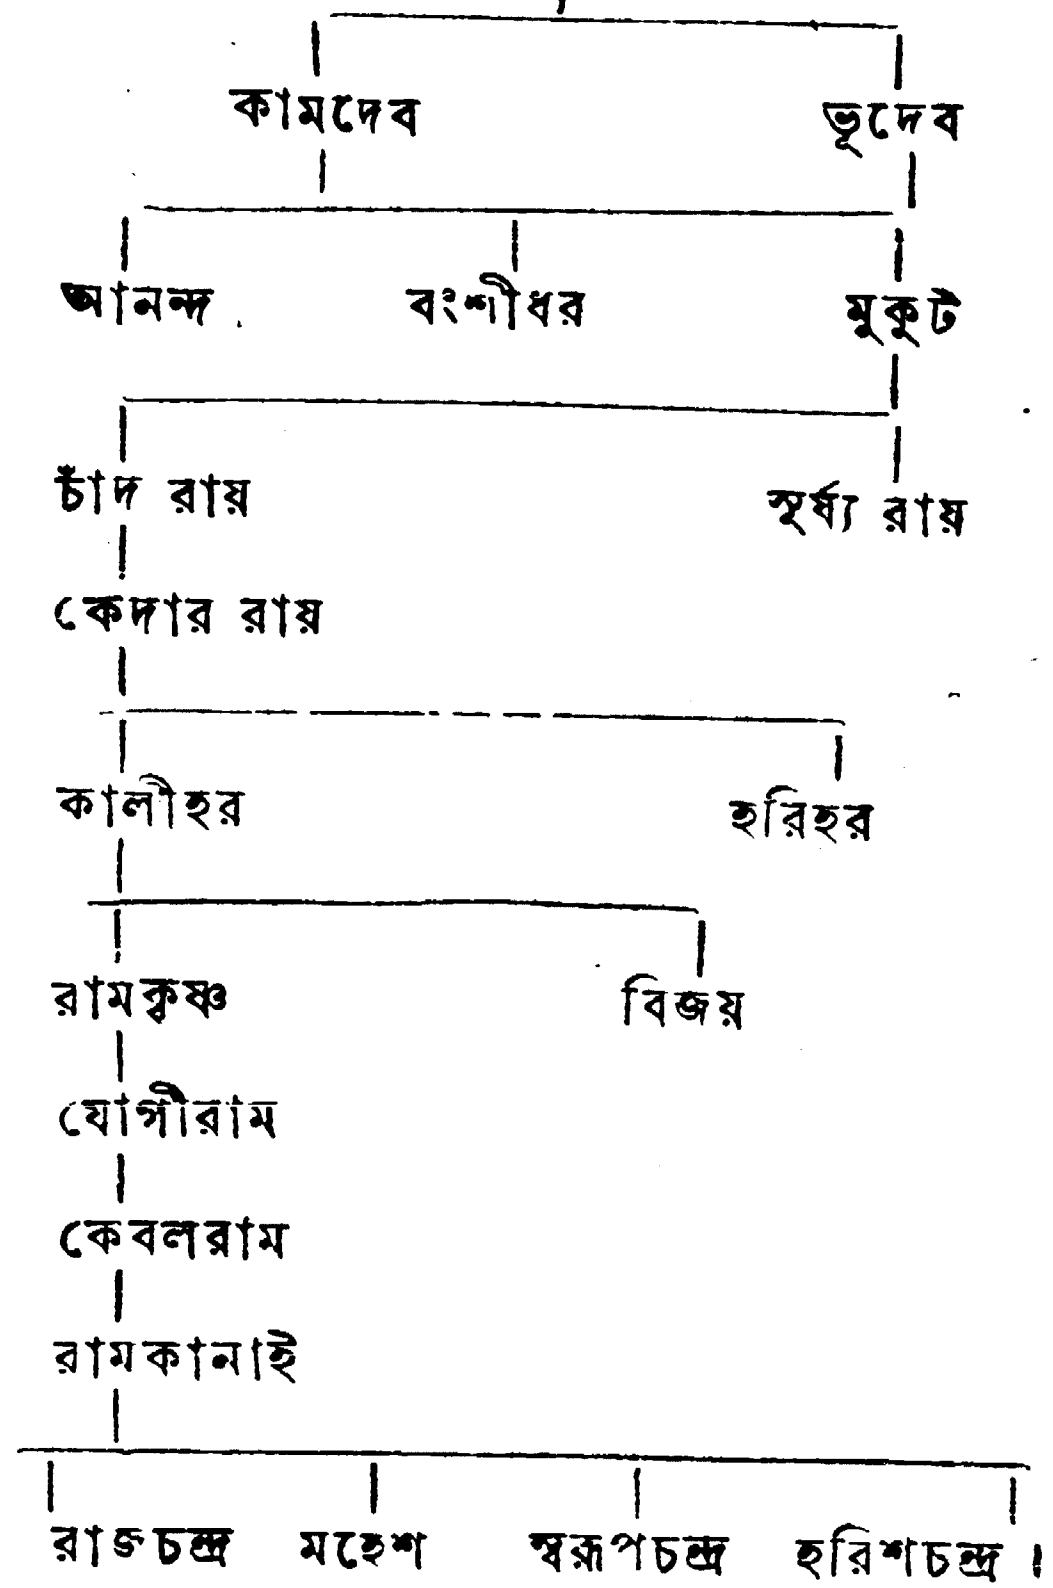 কামদেব ভূদেব
আনন্দ বংশীধর মুকুট
চাঁদ রায় সূর্য্য রায়
কেদার রায়
কালীহর হরিহর
রামকৃষ্ণ বিজয়
যোগীরাম
কেবলরাম
রামকানাই
রাজচন্দ্র মহেশ স্বরূপচন্দ্র হরিশচন্দ্র।